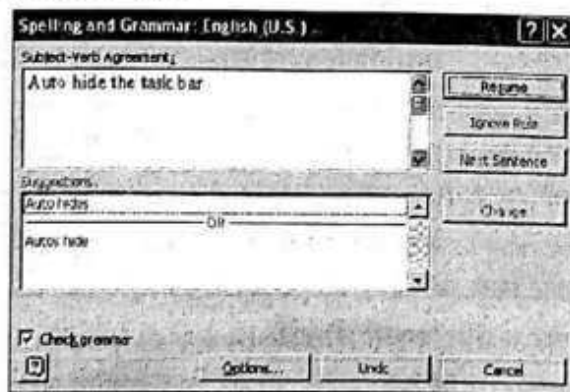 Spelling and Grammar: English (U.S.)
Subject-Verb Agreement:
Auto hide the task bar
Resume
Ignore Rule
Next Sentence
Suggestions:
Auto hides
OR
Autos hide
Change
Check grammar
Options...
Undo
Cancel